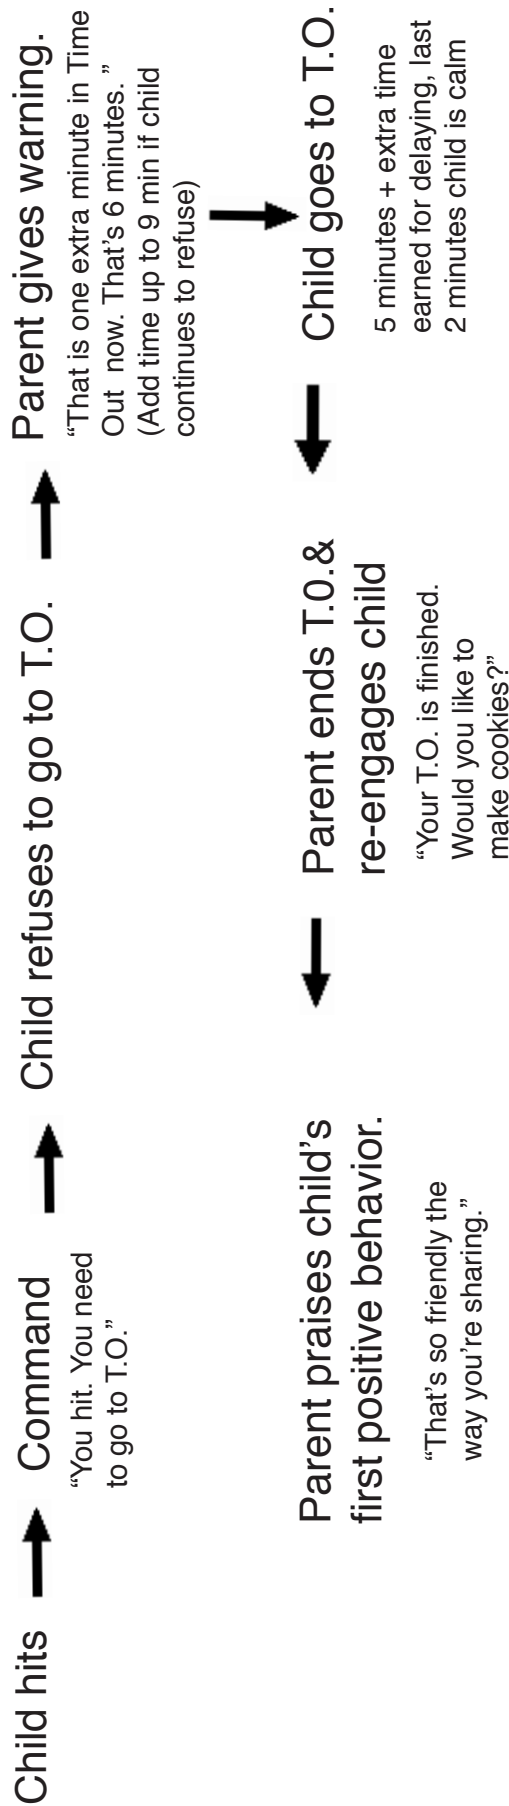 Child hits
Command
“You hit. You need
to go to T.O.”
Child refuses to go to T.O.
Parent gives warning.
“That is one extra minute in Time
Out  now. That’s 6 minutes. ”
(Add time up to 9 min if child
continues to refuse)
Child goes to T.O.
5 minutes + extra time
earned for delaying, last
2 minutes child is calm
Parent ends T.0.&
re-engages child
“Your T.O. is finished.
Would you like to
make cookies?”
Parent praises child’s
first positive behavior.
“That’s so friendly the
way you’re sharing.”